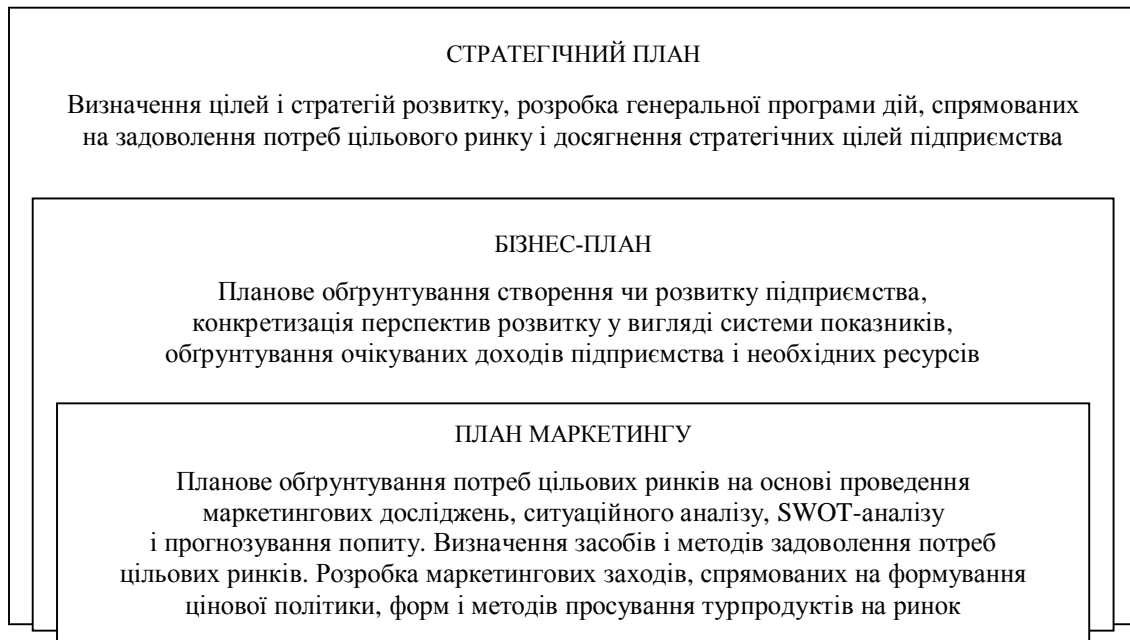 СТРАТЕГІЧНИЙ ПЛАН
Визначення цілей і стратегій розвитку, розробка генеральної програми дій, спрямованих
на задоволення потреб цільового ринку і досягнення стратегічних цілей підприємства
БІЗНЕС-ПЛАН
Планове обґрунтування створення чи розвитку підприємства,
конкретизація перспектив розвитку у вигляді системи показників,
обґрунтування очікуваних доходів підприємства і необхідних ресурсів
ПЛАН МАРКЕТИНГУ
Планове обґрунтування потреб цільових ринків на основі проведення
маркетингових досліджень, ситуаційного аналізу, SWOT-аналізу
і прогнозування попиту. Визначення засобів і методів задоволення потреб
цільових ринків. Розробка маркетингових заходів, спрямованих на формування
цінової політики, форм і методів просування турпродуктів на ринок